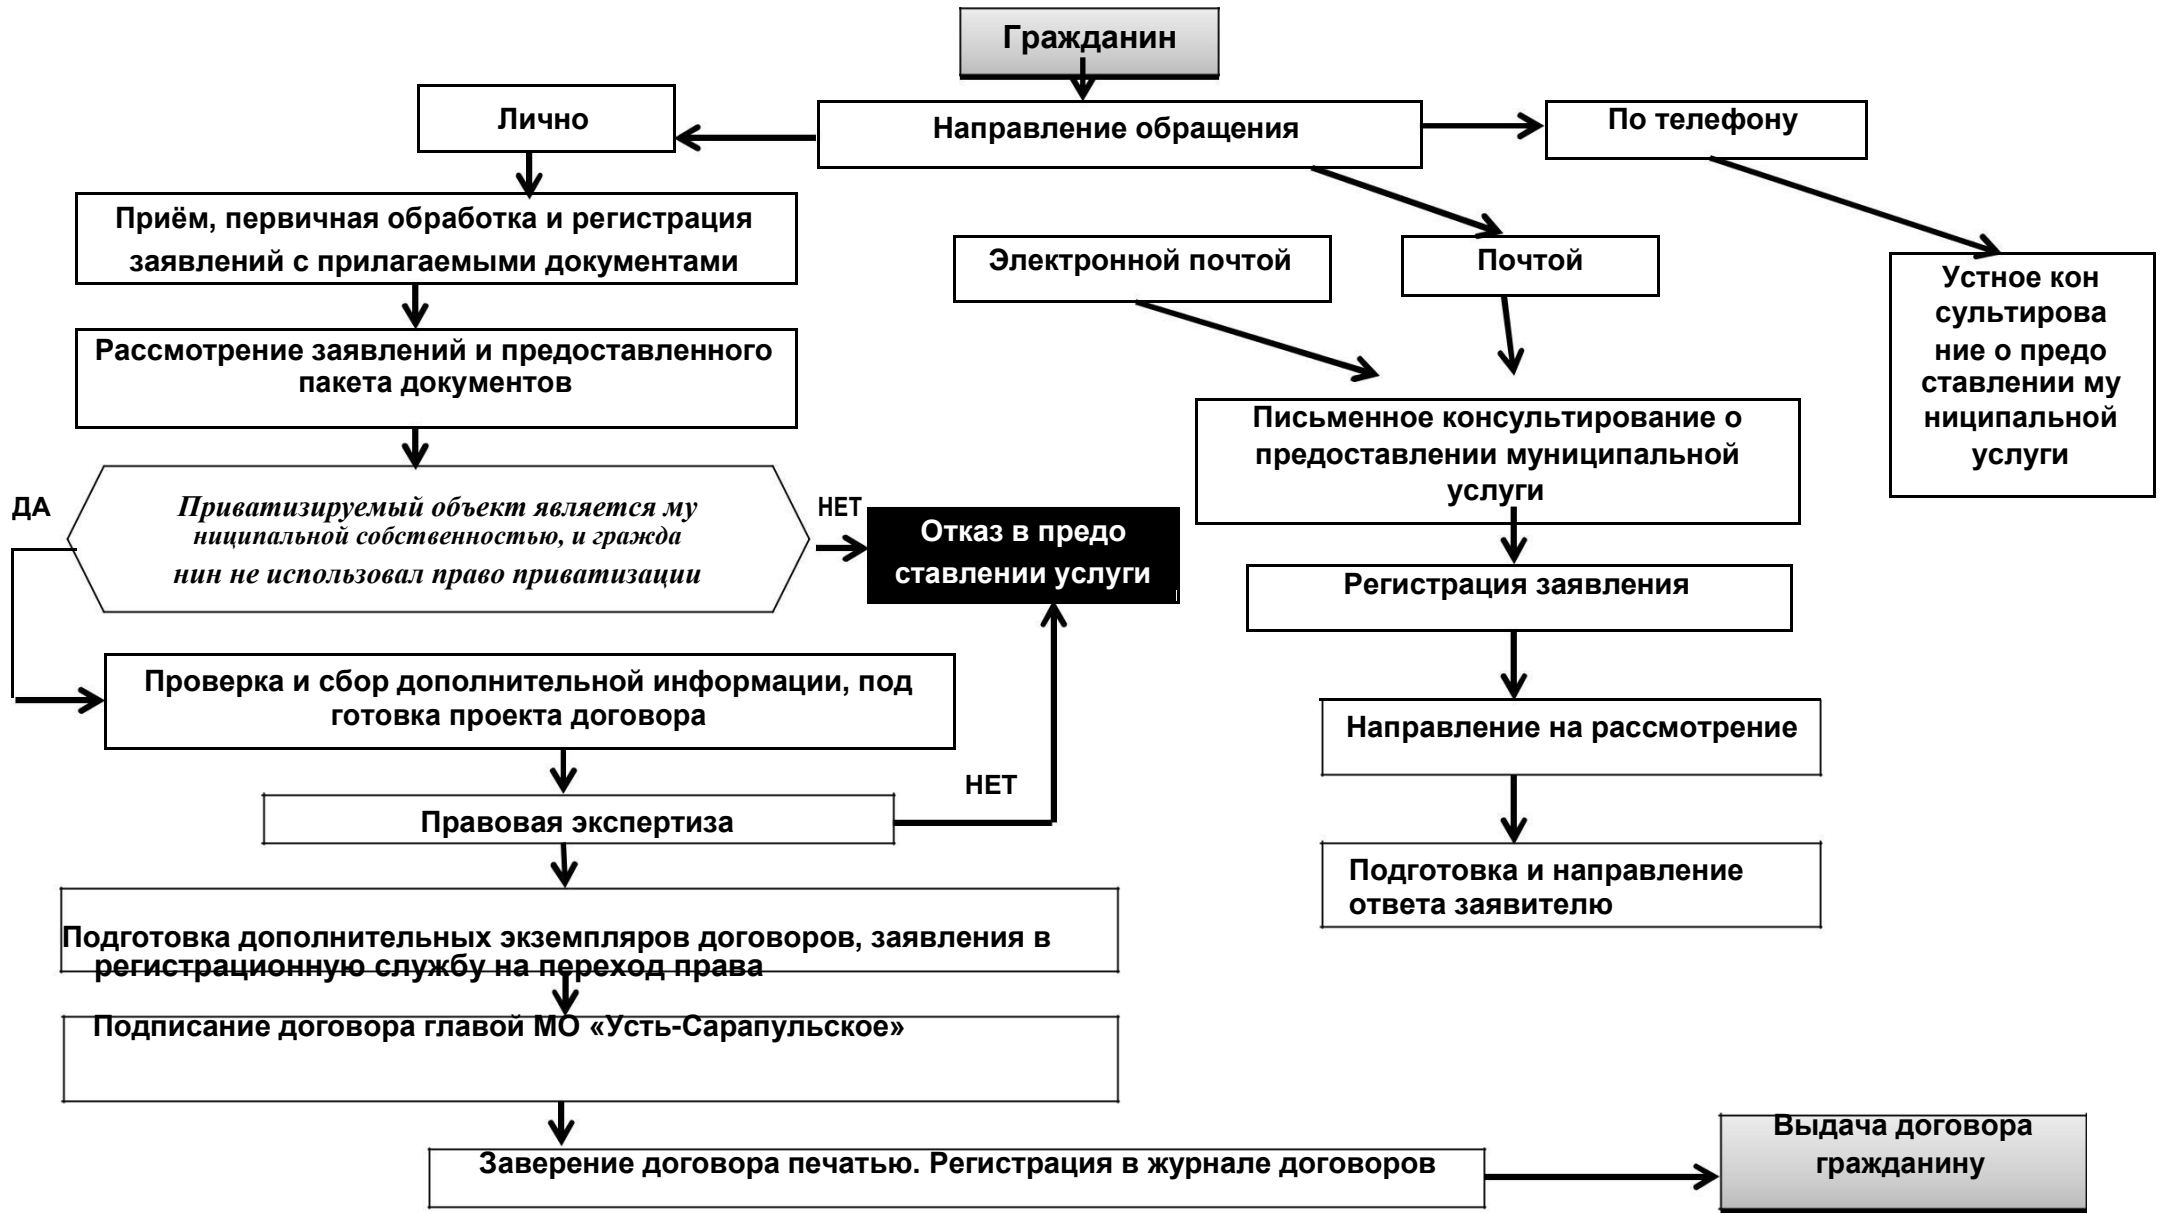 Гражданин
Лично
Направление обращения
По телефону
Приём, первичная обработка и регистрация
заявлений с прилагаемыми документами
Электронной почтой
Почтой
Устное кон
сультирова
ние о предо
ставлении му
ниципальной
услуги
Рассмотрение заявлений и предоставленного
пакета документов
Письменное консультирование о
предоставлении муниципальной
услуги
ДА
Приватизируемый объект является му
ниципальной собственностью, и гражда
нин не использовал право приватизации
НЕТ
Отказ в предо
ставлении услуги
Регистрация заявления
Проверка и сбор дополнительной информации, под
готовка проекта договора
Направление на рассмотрение
НЕТ
Правовая экспертиза
Подготовка и направление
ответа заявителю
Подготовка дополнительных экземпляров договоров, заявления в
регистрационную службу на переход права
Подписание договора главой МО «Усть-Сарапульское»
Заверение договора печатью. Регистрация в журнале договоров
Выдача договора
гражданину